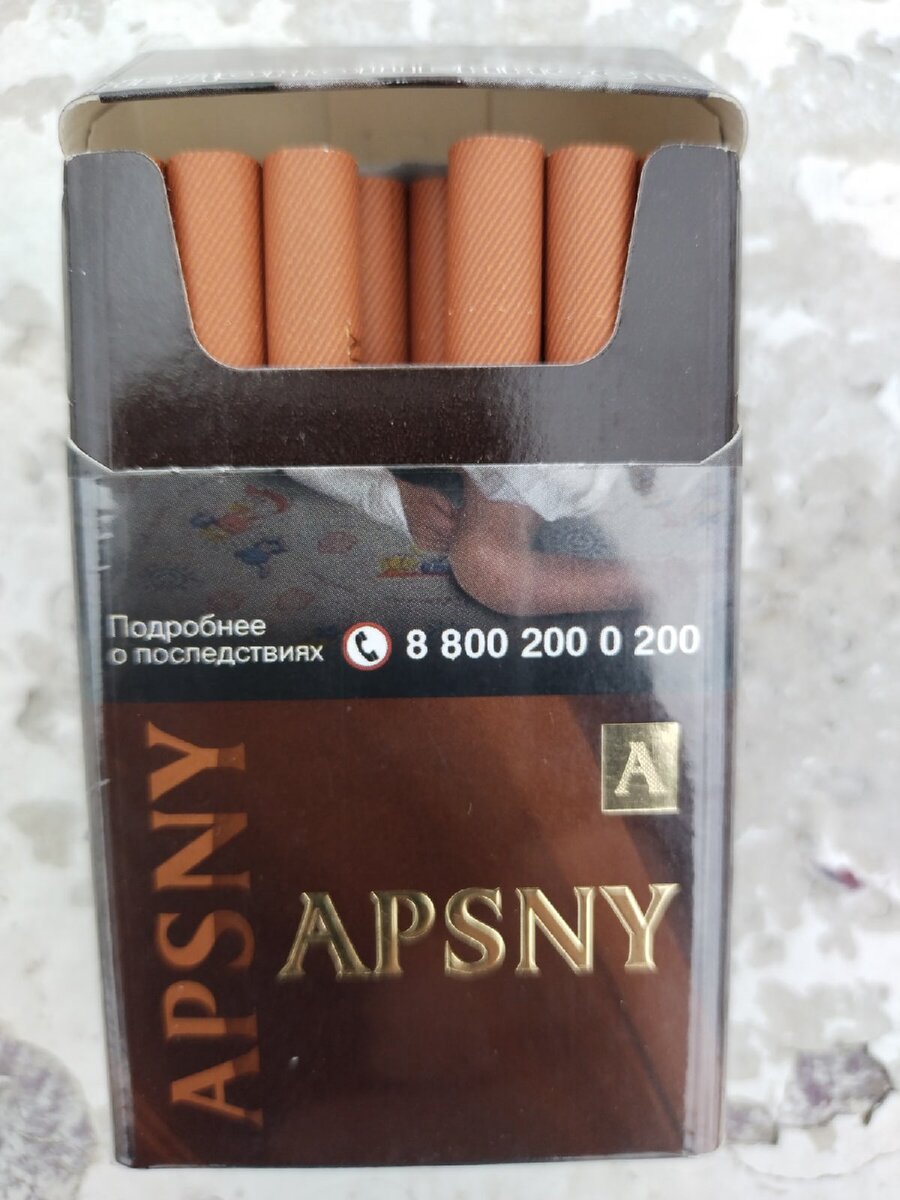 Подробнее
о последствиях
8 800 200 0 200
A
APSNY
APSNY